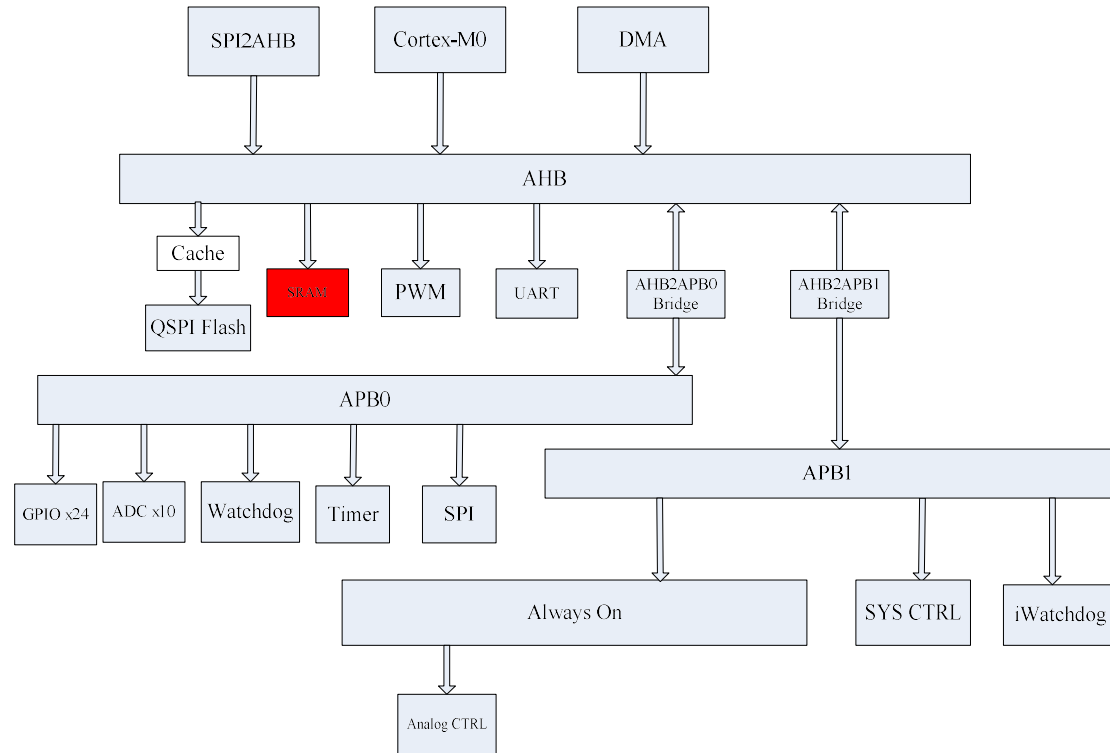 SPI2AHB
Cortex-M0
DMA
AHB
Cache
QSPI Flash
SRAM
PWM
UART
AHB2APB0
Bridge
AHB2APB1
Bridge
APB0
GPIO x24
ADC x10
Watchdog
Timer
SPI
APB1
Always On
SYS CTRL
iWatchdog
Analog CTRL